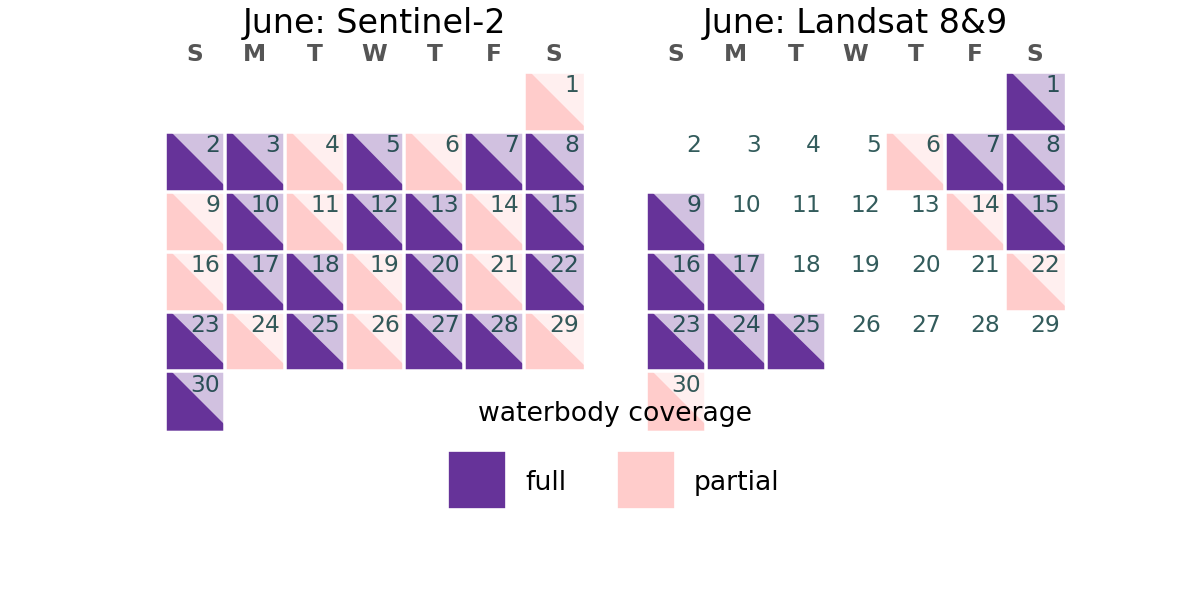 June: Sentinel-2
S M T W T F S
1
2 3 4 5 6 7 8
9 10 11 12 13 14 15
16 17 18 19 20 21 22
23 24 25 26 27 28 29
30
June: Landsat 8&9
S M T W T F S
1
2 3 4 5 6 7 8
9 10 11 12 13 14 15
16 17 18 19 20 21 22
23 24 25 26 27 28 29
30
waterbody coverage
full partial